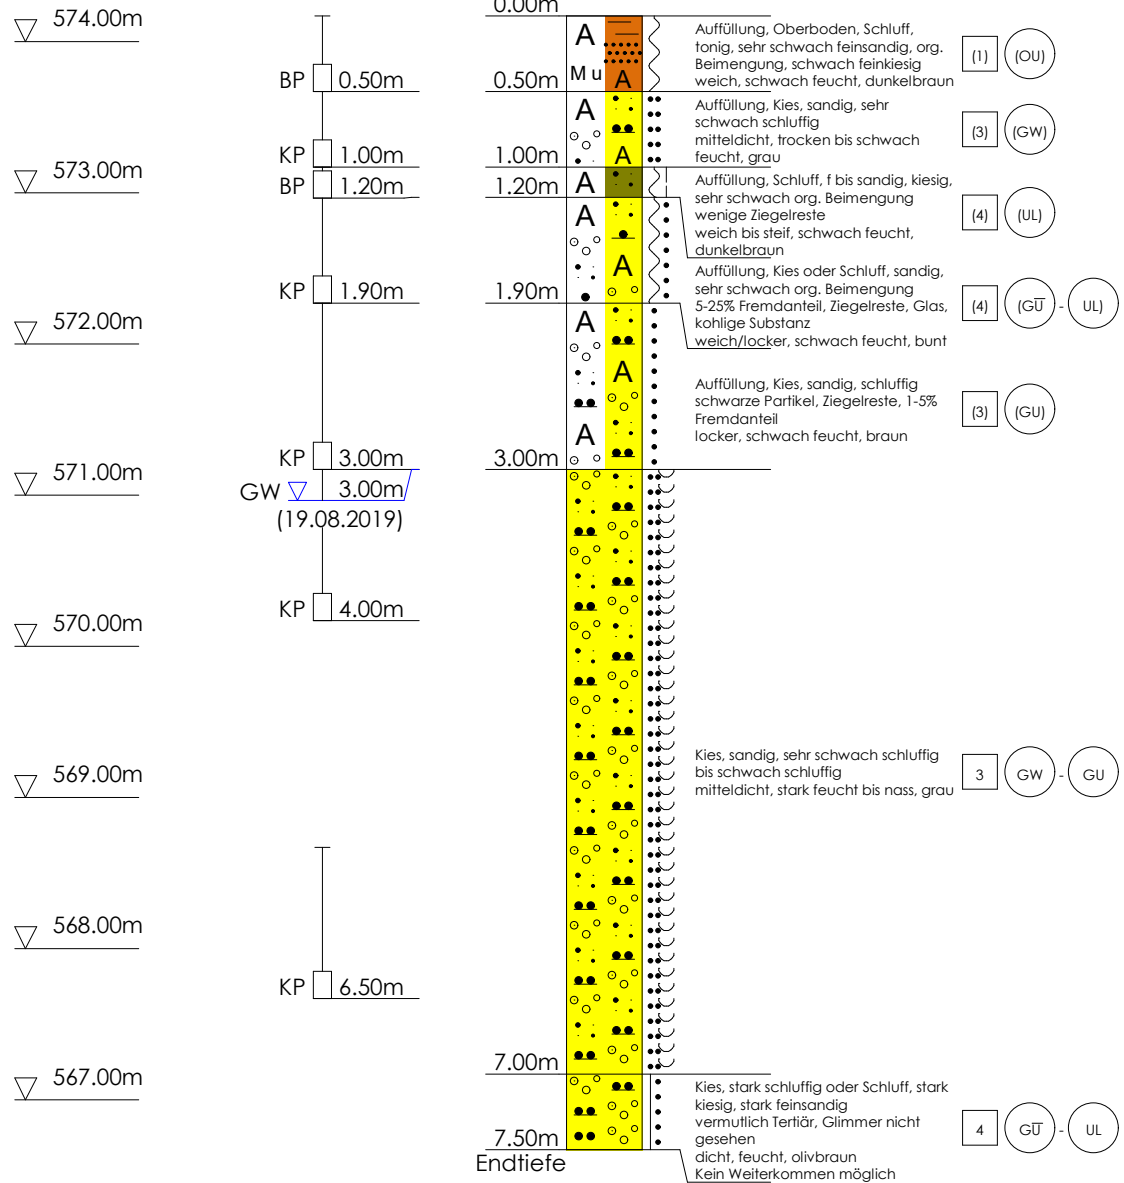 574.00m
573.00m
572.00m
571.00m
570.00m
569.00m
568.00m
567.00m
BP 0.50m
KP 1.00m
BP 1.20m
KP 1.90m
KP 3.00m
GW 3.00m
(19.08.2019)
KP 4.00m
KP 6.50m
0.00m
0.50m
1.00m
1.20m
1.90m
3.00m
7.00m
7.50m
Endtiefe
A
Mu A
A
A
A
A
A
A
A
A
Auffüllung, Oberboden, Schluff,
tonig, sehr schwach feinsandig, org.
Beimengung, schwach feinkiesig
weich, schwach feucht, dunkelbraun
(1) (OU)
Auffüllung, Kies, sandig, sehr
schwach schluffig
mitteldicht, trocken bis schwach
feucht, grau
(3) (GW)
Auffüllung, Schluff, f bis sandig, kiesig,
sehr schwach org. Beimengung
wenige Ziegelreste
weich bis steif, schwach feucht,
dunkelbraun
(4) (UL)
Auffüllung, Kies oder Schluff, sandig,
sehr schwach org. Beimengung
5-25% Fremdanteil, Ziegelreste, Glas,
kohlige Substanz
weich/locker, schwach feucht, bunt
(4) (GU̅ - UL)
Auffüllung, Kies, sandig, schluffig
schwarze Partikel, Ziegelreste, 1-5%
Fremdanteil
locker, schwach feucht, braun
(3) (GU)
Kies, sandig, sehr schwach schluffig
bis schwach schluffig
mitteldicht, stark feucht bis nass, grau
3 GW - GU
Kies, stark schluffig oder Schluff, stark
kiesig, stark feinsandig
vermutlich Tertiär, Glimmer nicht
gesehen
dicht, feucht, olivbraun
Kein Weiterkommen möglich
4 GU̅ - UL